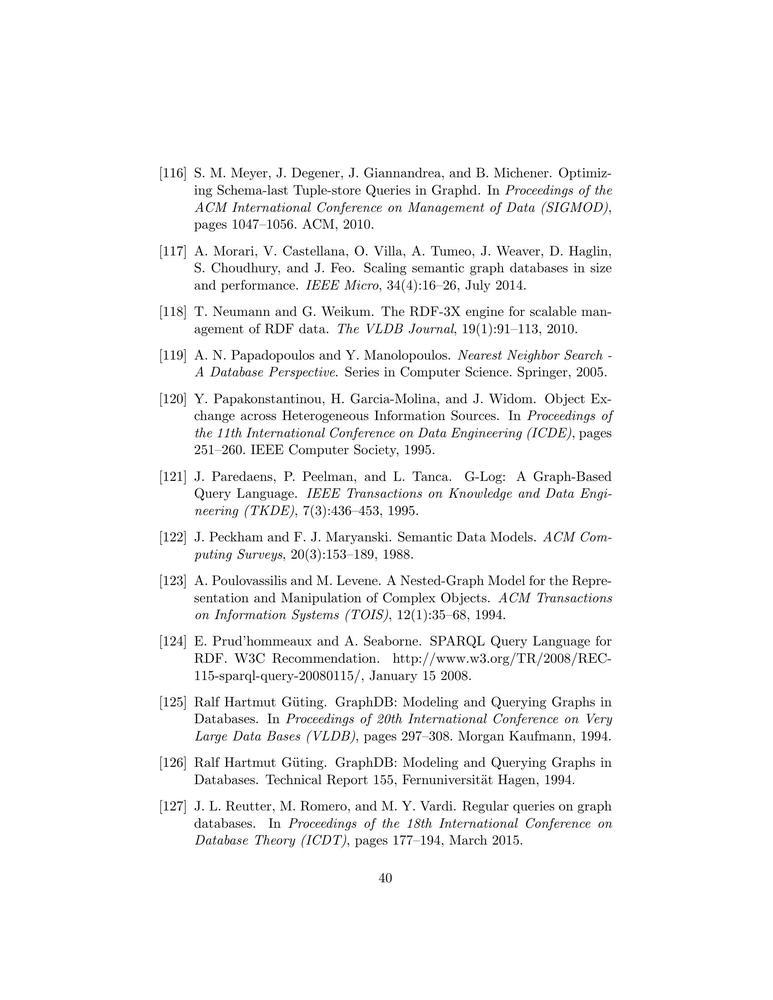 [116] S. M. Meyer, J. Degener, J. Giannandrea, and B. Michener. Optimiz-
ing Schema-last Tuple-store Queries in Graphd. In Proceedings of the
ACM International Conference on Management of Data (SIGMOD),
pages 1047–1056. ACM, 2010.
[117] A. Morari, V. Castellana, O. Villa, A. Tumeo, J. Weaver, D. Haglin,
S. Choudhury, and J. Feo. Scaling semantic graph databases in size
and performance. IEEE Micro, 34(4):16–26, July 2014.
[118] T. Neumann and G. Weikum. The RDF-3X engine for scalable man-
agement of RDF data. The VLDB Journal, 19(1):91–113, 2010.
[119] A. N. Papadopoulos and Y. Manolopoulos. Nearest Neighbor Search -
A Database Perspective. Series in Computer Science. Springer, 2005.
[120] Y. Papakonstantinou, H. Garcia-Molina, and J. Widom. Object Ex-
change across Heterogeneous Information Sources. In Proceedings of
the 11th International Conference on Data Engineering (ICDE), pages
251–260. IEEE Computer Society, 1995.
[121] J. Paredaens, P. Peelman, and L. Tanca. G-Log: A Graph-Based
Query Language. IEEE Transactions on Knowledge and Data Engi-
neering (TKDE), 7(3):436–453, 1995.
[122] J. Peckham and F. J. Maryanski. Semantic Data Models. ACM Com-
puting Surveys, 20(3):153–189, 1988.
[123] A. Poulovassilis and M. Levene. A Nested-Graph Model for the Repre-
sentation and Manipulation of Complex Objects. ACM Transactions
on Information Systems (TOIS), 12(1):35–68, 1994.
[124] E. Prud'hommeaux and A. Seaborne. SPARQL Query Language for
RDF. W3C Recommendation. http://www.w3.org/TR/2008/REC-
115-sparql-query-20080115/, January 15 2008.
[125] Ralf Hartmut Güting. GraphDB: Modeling and Querying Graphs in
Databases. In Proceedings of 20th International Conference on Very
Large Data Bases (VLDB), pages 297–308. Morgan Kaufmann, 1994.
[126] Ralf Hartmut Güting. GraphDB: Modeling and Querying Graphs in
Databases. Technical Report 155, Fernuniversität Hagen, 1994.
[127] J. L. Reutter, M. Romero, and M. Y. Vardi. Regular queries on graph
databases. In Proceedings of the 18th International Conference on
Database Theory (ICDT), pages 177–194, March 2015.
40